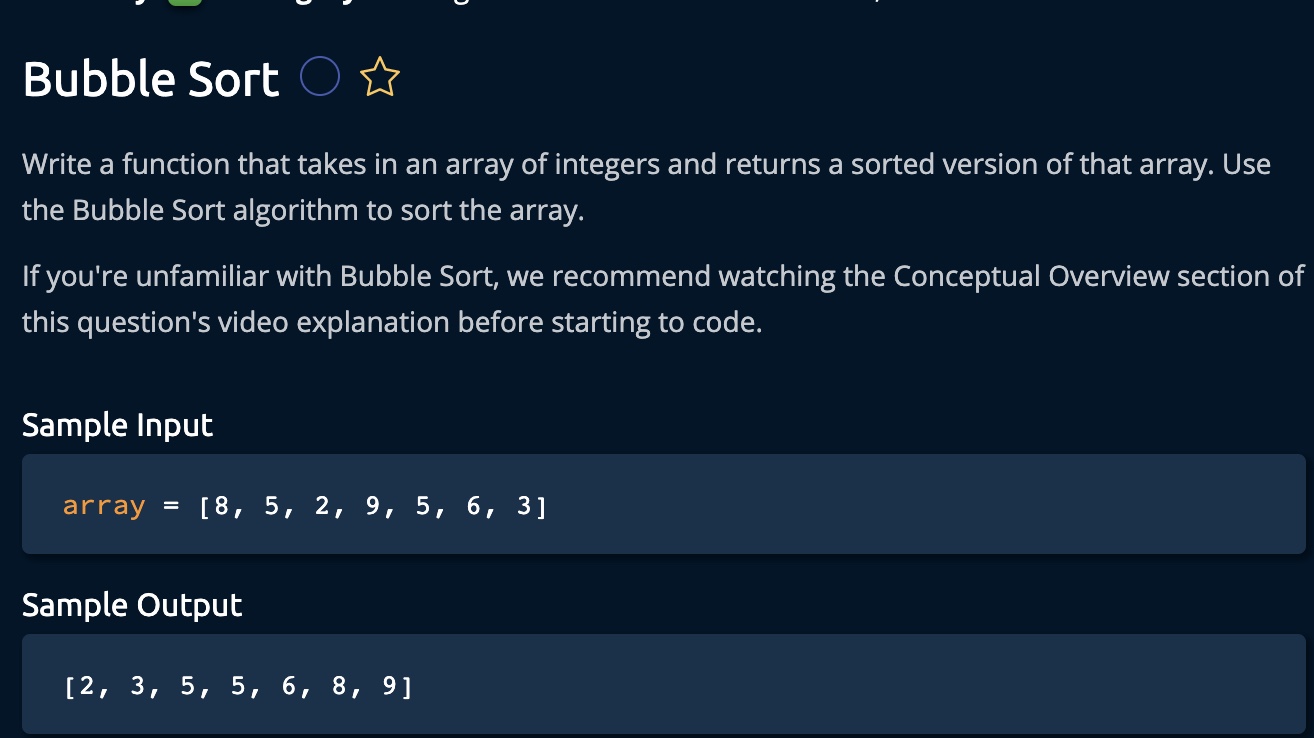 Bubble Sort
Write a function that takes in an array of integers and returns a sorted version of that array. Use
the Bubble Sort algorithm to sort the array.
If you're unfamiliar with Bubble Sort, we recommend watching the Conceptual Overview section of
this question's video explanation before starting to code.
Sample Input
array = [8, 5, 2, 9, 5, 6, 3]
Sample Output
[2, 3, 5, 5, 6, 8, 9]